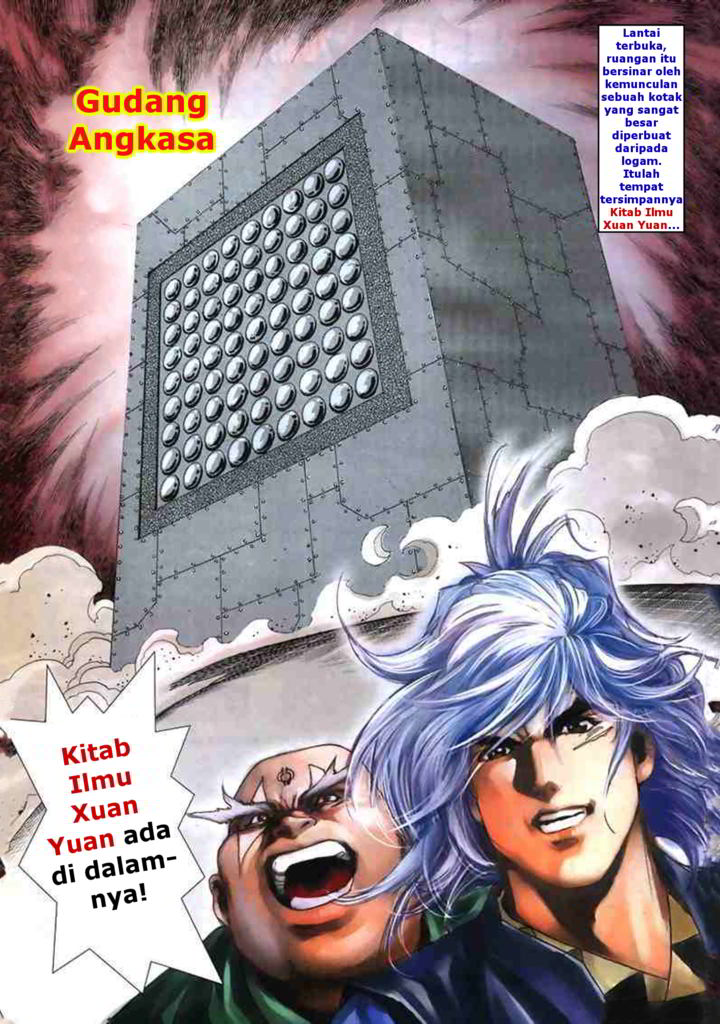 Gudang
Angkasa
Lantai
terbuka,
ruangan itu
bersinar oleh
kemunculan
sebuah kotak
yang sangat
besar
diperbuat
daripada
logam.
Itulah
tempat
tersimpannya
Kitab Ilmu
Xuan Yuan...
Kitab
Ilmu
Xuan
Yuan ada
di dalam-
nya!